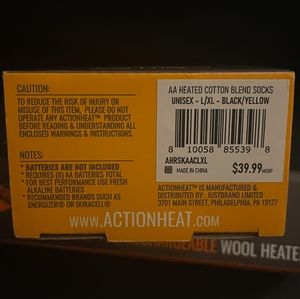 CAUTION:
TO REDUCE THE RISK OF INJURY OR
MISUSE OF THIS ITEM, PLEASE DO NOT
OPERATE ANY ACTIONHEAT™ PRODUCT
BEFORE READING & UNDERSTANDING ALL
ENCLOSED WARNINGS & INSTRUCTIONS.
NOTES:
* BATTERIES ARE NOT INCLUDED
* REQUIRES (6) AA BATTERIES TOTAL
* FOR BEST PERFORMANCE USE FRESH
ALKALINE BATTERIES
* RECOMMENDED BRANDS SUCH AS
ENERGIZER® OR DURACELL®
AA HEATED COTTON BLEND SOCKS
UNISEX - L/XL - BLACK/YELLOW
8 10058 85539 8
AHRSKAACLXL
MADE IN CHINA
$39.99 MSRP
ACTIONHEAT™ IS MANUFACTURED &
DISTRIBUTED BY: JUSTBRAND LIMITED
3791 MAIN STREET, PHILADELPHIA, PA 19127
WWW.ACTIONHEAT.COM
RECHARGEABLE WOOL HEATE